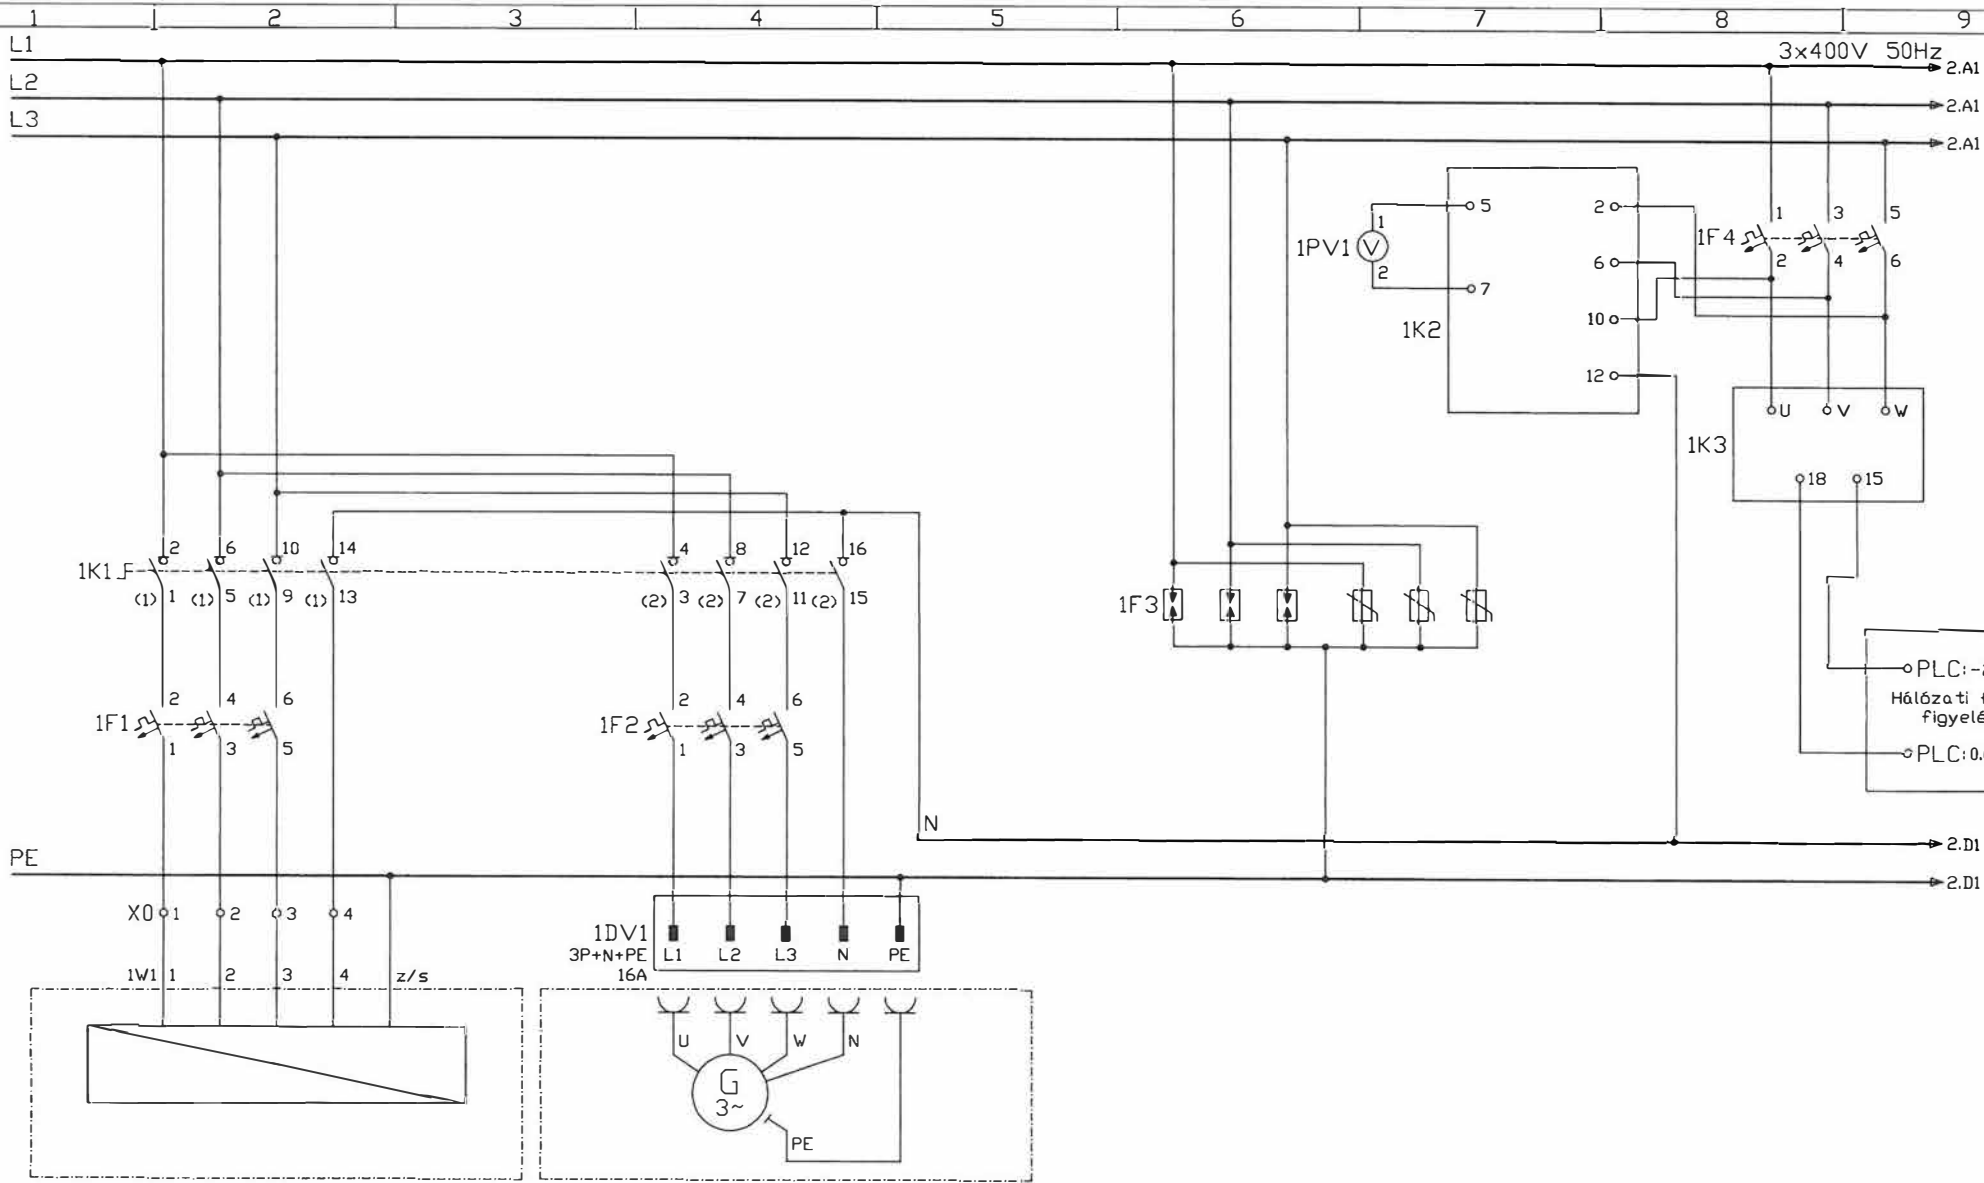 1 2 3 4 5 6 7 8 9
L1 3x400V 50Hz 2.A1
L2 2.A1
L3 2.A1
1PV1 V 1 2
1K2 5 7 2 6 10 12
1F4 1 3 5
2 4 6
1K3 U V W
18 15
2 6 10 14 4 8 12 16
1K1
(1) 1 (1) 5 (1) 9 (1) 13 (2) 3 (2) 7 (2) 11 (2) 15
1F3
2 4 6 2 4 6
1F1 1F2
1 3 5 1 3 5
PLC:-
Hálózati
figyelé
PLC:0.
N 2.D1
PE 2.D1
X0 1 2 3 4
1DV1
3P+N+PE L1 L2 L3 N PE
16A
1W1 1 2 3 4 z/s
U V W N
G
3~
PE